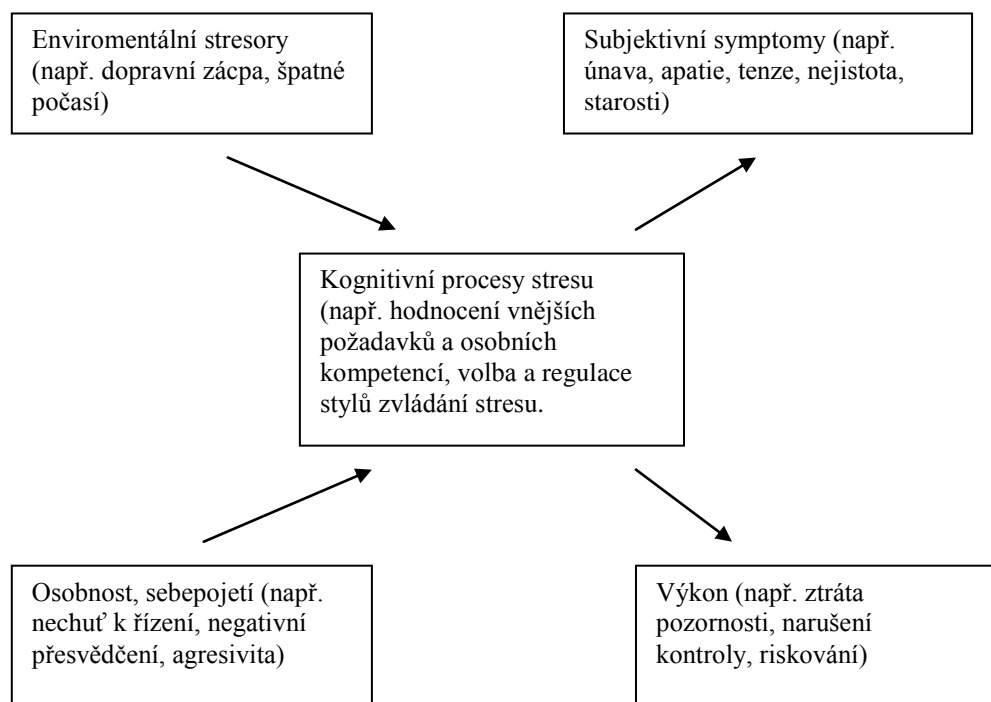 Enviromentální stresory
(např. dopravní zácpa, špatné
počasí)
Subjektivní symptomy (např.
únava, apatie, tenze, nejistota,
starosti)
Kognitivní procesy stresu
(např. hodnocení vnějších
požadavků a osobních
kompetencí, volba a regulace
stylů zvládání stresu.
Osobnost, sebepojetí (např.
nechuť k řízení, negativní
přesvědčení, agresivita)
Výkon (např. ztráta
pozornosti, narušení
kontroly, riskování)